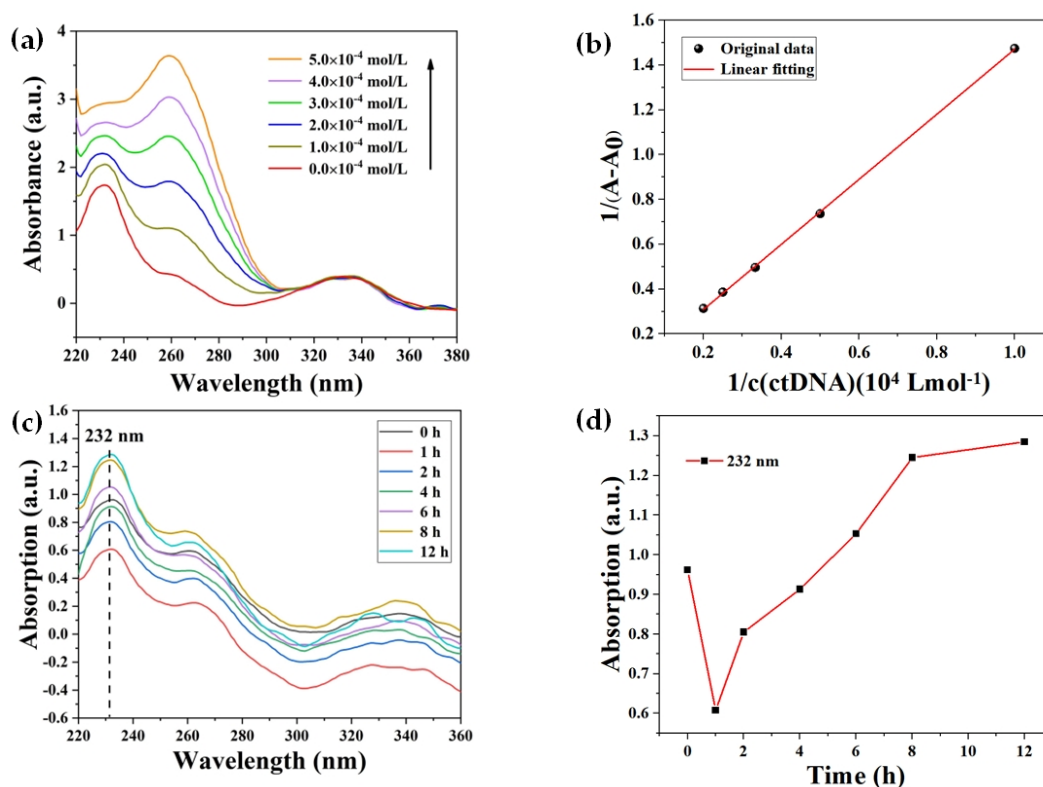 (a)
Absorbance (a.u.)
4
3
2
1
0
5.0×10⁻⁴ mol/L
4.0×10⁻⁴ mol/L
3.0×10⁻⁴ mol/L
2.0×10⁻⁴ mol/L
1.0×10⁻⁴ mol/L
0.0×10⁻⁴ mol/L
220 240 260 280 300 320 340 360 380
Wavelength (nm)
(b)
1/(A-A0)
1.6
1.4
1.2
1.0
0.8
0.6
0.4
0.2
Original data
Linear fitting
0.2 0.4 0.6 0.8 1.0
1/c(ctDNA)(10⁴ Lmol⁻¹)
(c)
Absorption (a.u.)
1.6
1.4
1.2
1.0
0.8
0.6
0.4
0.2
0.0
-0.2
-0.4
-0.6
232 nm
0 h
1 h
2 h
4 h
6 h
8 h
12 h
220 240 260 280 300 320 340 360
Wavelength (nm)
(d)
Absorption (a.u.)
1.3
1.2
1.1
1.0
0.9
0.8
0.7
0.6
232 nm
0 2 4 6 8 10 12
Time (h)